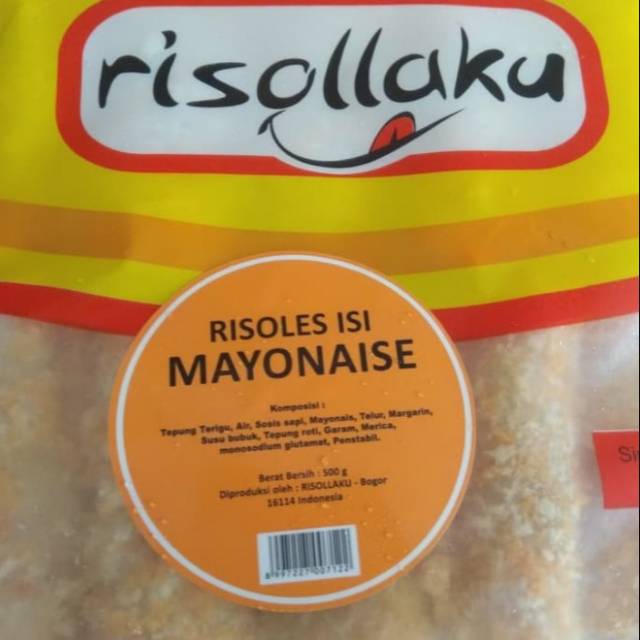 risollaku
RISOLES ISI
MAYONAISE
Komposisi :
Tepung Terigu, Air, Sosis sapi, Mayonais, Telur, Margarin,
Susu bubuk, Tepung roti, Garam, Merica,
monosodium glutamat, Penstabil.
Berat Bersih : 500 g
Diproduksi oleh : RISOLLAKU - Bogor
16114 Indonesia
8997227007122